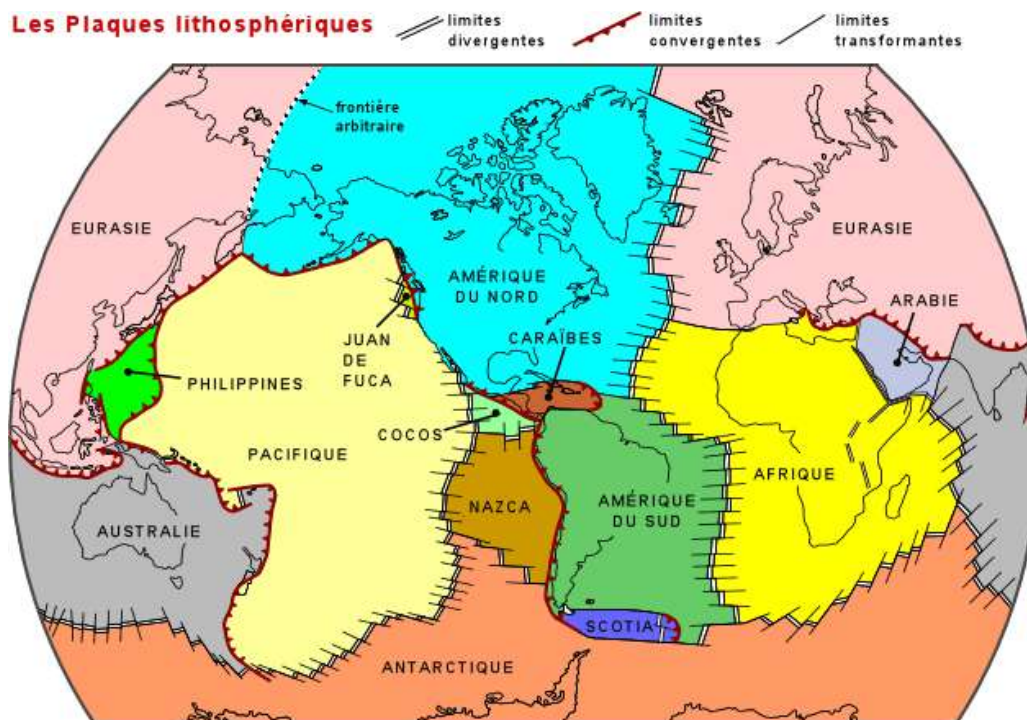 Les Plaques lithosphériques
limites
divergentes
limites
convergentes
limites
transformantes
frontière
arbitraire
EURASIE
EURASIE
AMÉRIQUE
DU NORD
ARABIE
JUAN
DE
FUCA
CARAÏBES
PHILIPPINES
COCOS
PACIFIQUE
AFRIQUE
NAZCA
AMÉRIQUE
DU SUD
AUSTRALIE
SCOTIA
ANTARCTIQUE